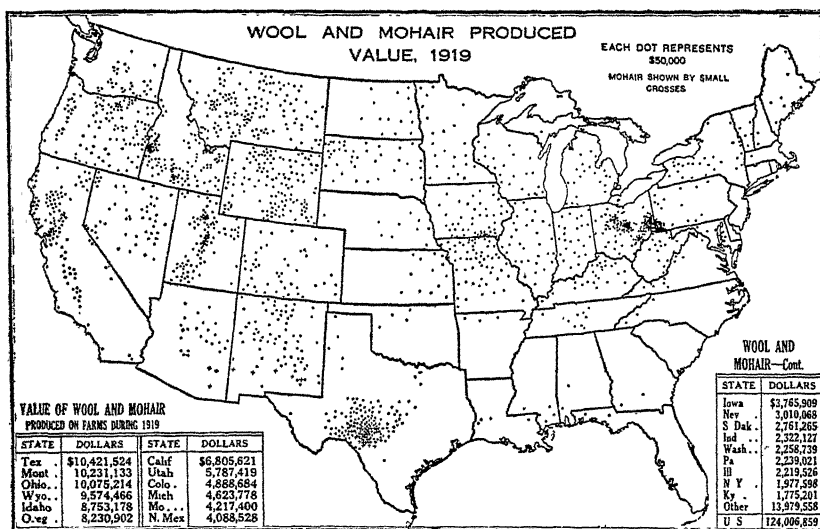 WOOL AND MOHAIR PRODUCED
VALUE, 1919
EACH DOT REPRESENTS
$50,000
MOHAIR SHOWN BY SMALL
CROSSES
VALUE OF WOOL AND MOHAIR
PRODUCED ON FARMS DURING 1919
STATE DOLLARS STATE DOLLARS
Tex . $10,421,524 Calif $6,805,621
Mont . 10,231,133 Utah 5,787,419
Ohio.. 10,075,214 Colo . 4,888,684
Wyo.. 9,574,466 Mich 4,623,778
Idaho 8,753,178 Mo... 4,217,400
Oreg . 8,230,902 N. Mex 4,088,528
WOOL AND
MOHAIR—Cont.
STATE DOLLARS
Iowa $3,765,909
Nev 3,010,068
S Dak . 2,761,265
Ind .. 2,322,127
Wash.. 2,258,739
Pa 2,239,021
Ill 2,219,526
N Y . 1,977,598
Ky . 1,775,201
Other 13,979,558
U S 124,006,859